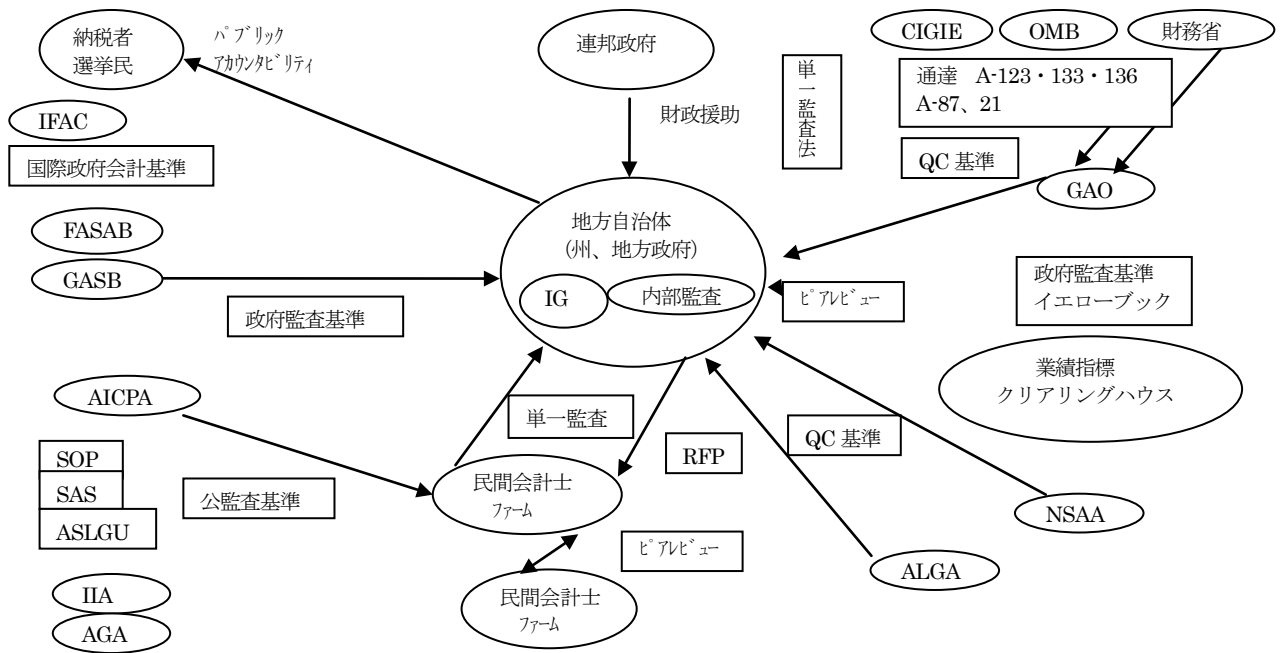 納税者
選挙民
パブリック
アカウンタビリティ
連邦政府
CIGIE
OMB
財務省
単一監査法
通達　A-123・133・136
A-87、21
IFAC
財政援助
国際政府会計基準
QC 基準
GAO
地方自治体
(州、地方政府)
FASAB
GASB
IG
内部監査
ピアレビュー
政府監査基準
イエローブック
政府監査基準
業績指標
クリアリングハウス
AICPA
単一監査
QC 基準
RFP
SOP
SAS
ASLGU
公監査基準
民間会計士
ファーム
NSAA
ピアレビュー
ALGA
IIA
AGA
民間会計士
ファーム